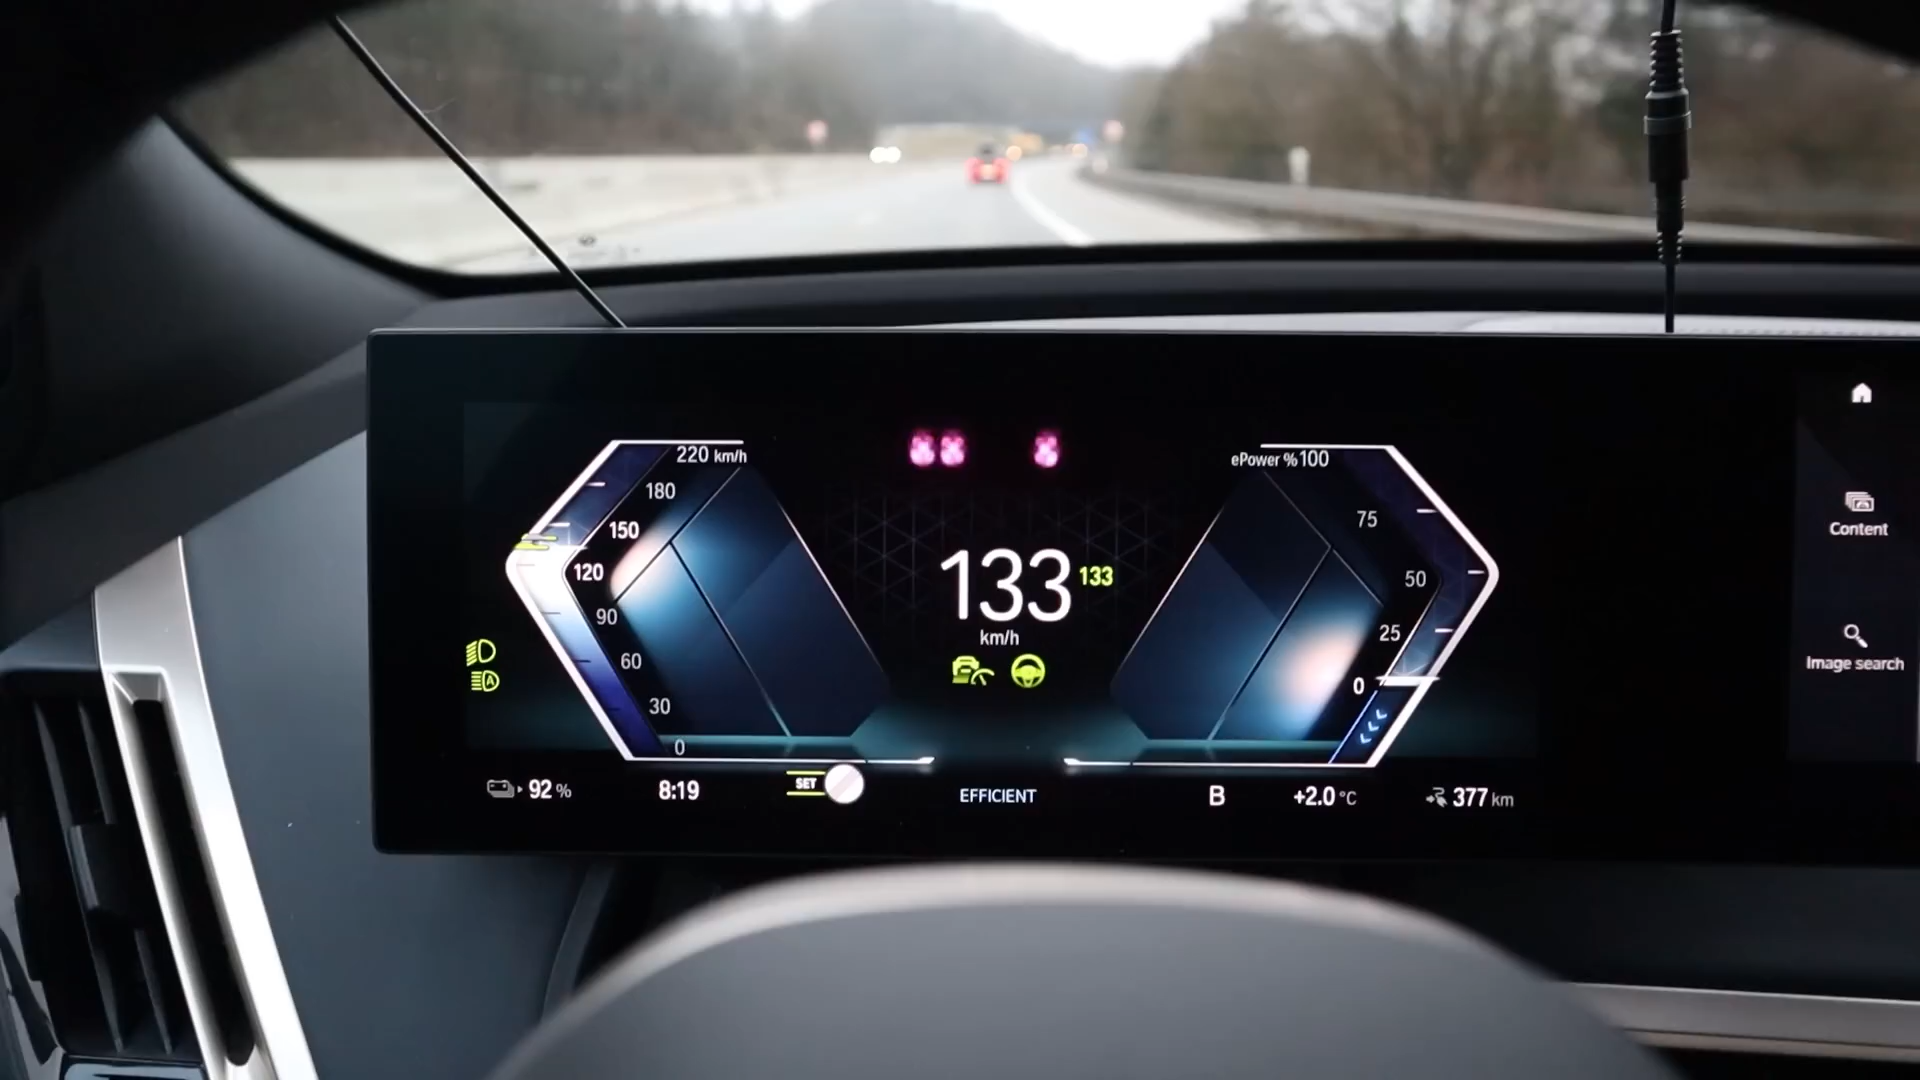 220 km/h
180
150
120
90
60
30
0
133 133
km/h
ePower % 100
75
50
25
0
Content
Image search
92 %
8:19
SET
EFFICIENT
B
+2.0 °C
377 km
A